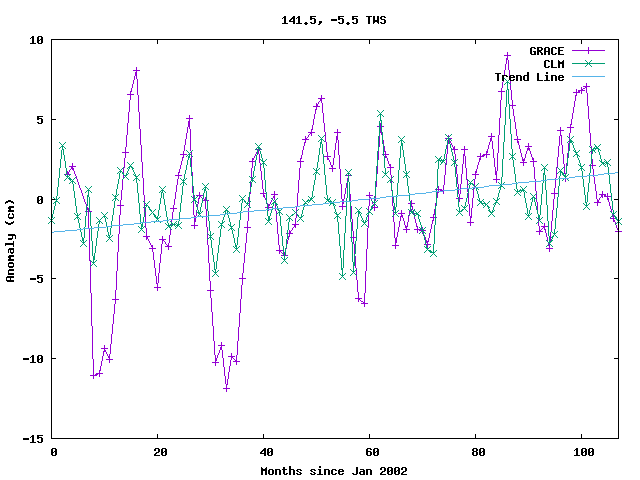 141.5, -5.5 TWS
GRACE
CLM
Trend Line
10
5
0
-5
-10
-15
Anomaly (cm)
0 20 40 60 80 100
Months since Jan 2002